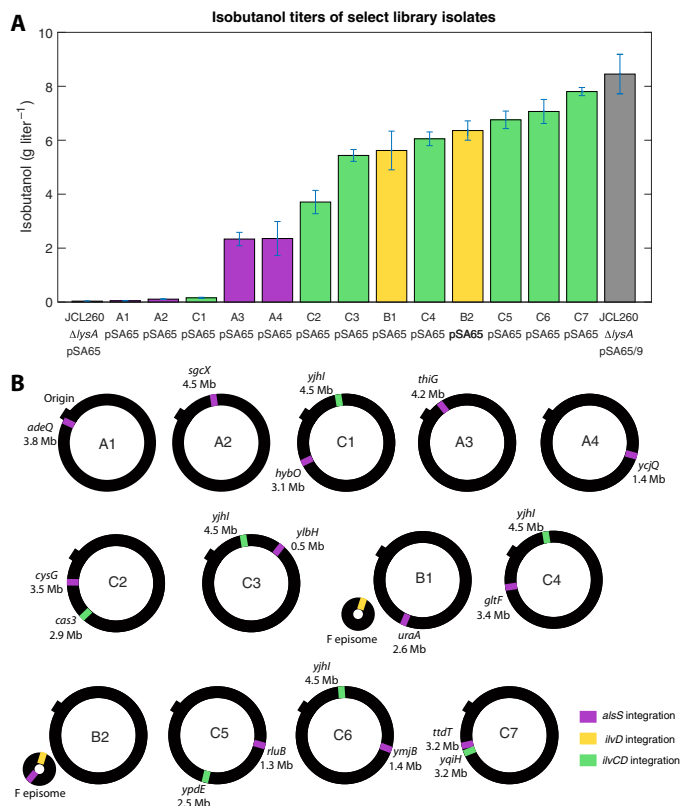 A
Isobutanol titers of select library isolates
Isobutanol (g liter⁻¹)
10
8
6
4
2
0
JCL260 A1 A2 C1 A3 A4 C2 C3 B1 C4 B2 C5 C6 C7 JCL260
ΔlysA pSA65 pSA65 pSA65 pSA65 pSA65 pSA65 pSA65 pSA65 pSA65 pSA65 pSA65 pSA65 pSA65 ΔlysA
pSA65 pSA65/9
B
Origin
adeQ
3.8 Mb
A1
sgcX
4.5 Mb
A2
yjhI
4.5 Mb
hybO
3.1 Mb
C1
thiG
4.2 Mb
A3
A4
ycjQ
1.4 Mb
cysG
3.5 Mb
cas3
2.9 Mb
C2
yjhI
4.5 Mb
ylbH
0.5 Mb
C3
F episome
B1
uraA
2.6 Mb
yjhI
4.5 Mb
gltF
3.4 Mb
C4
B2
F episome
C5
rluB
1.3 Mb
ypdE
2.5 Mb
yjhI
4.5 Mb
C6
ymjB
1.4 Mb
ttdT
3.2 Mb
yqiH
3.2 Mb
C7
alsS integration
ilvD integration
ilvCD integration